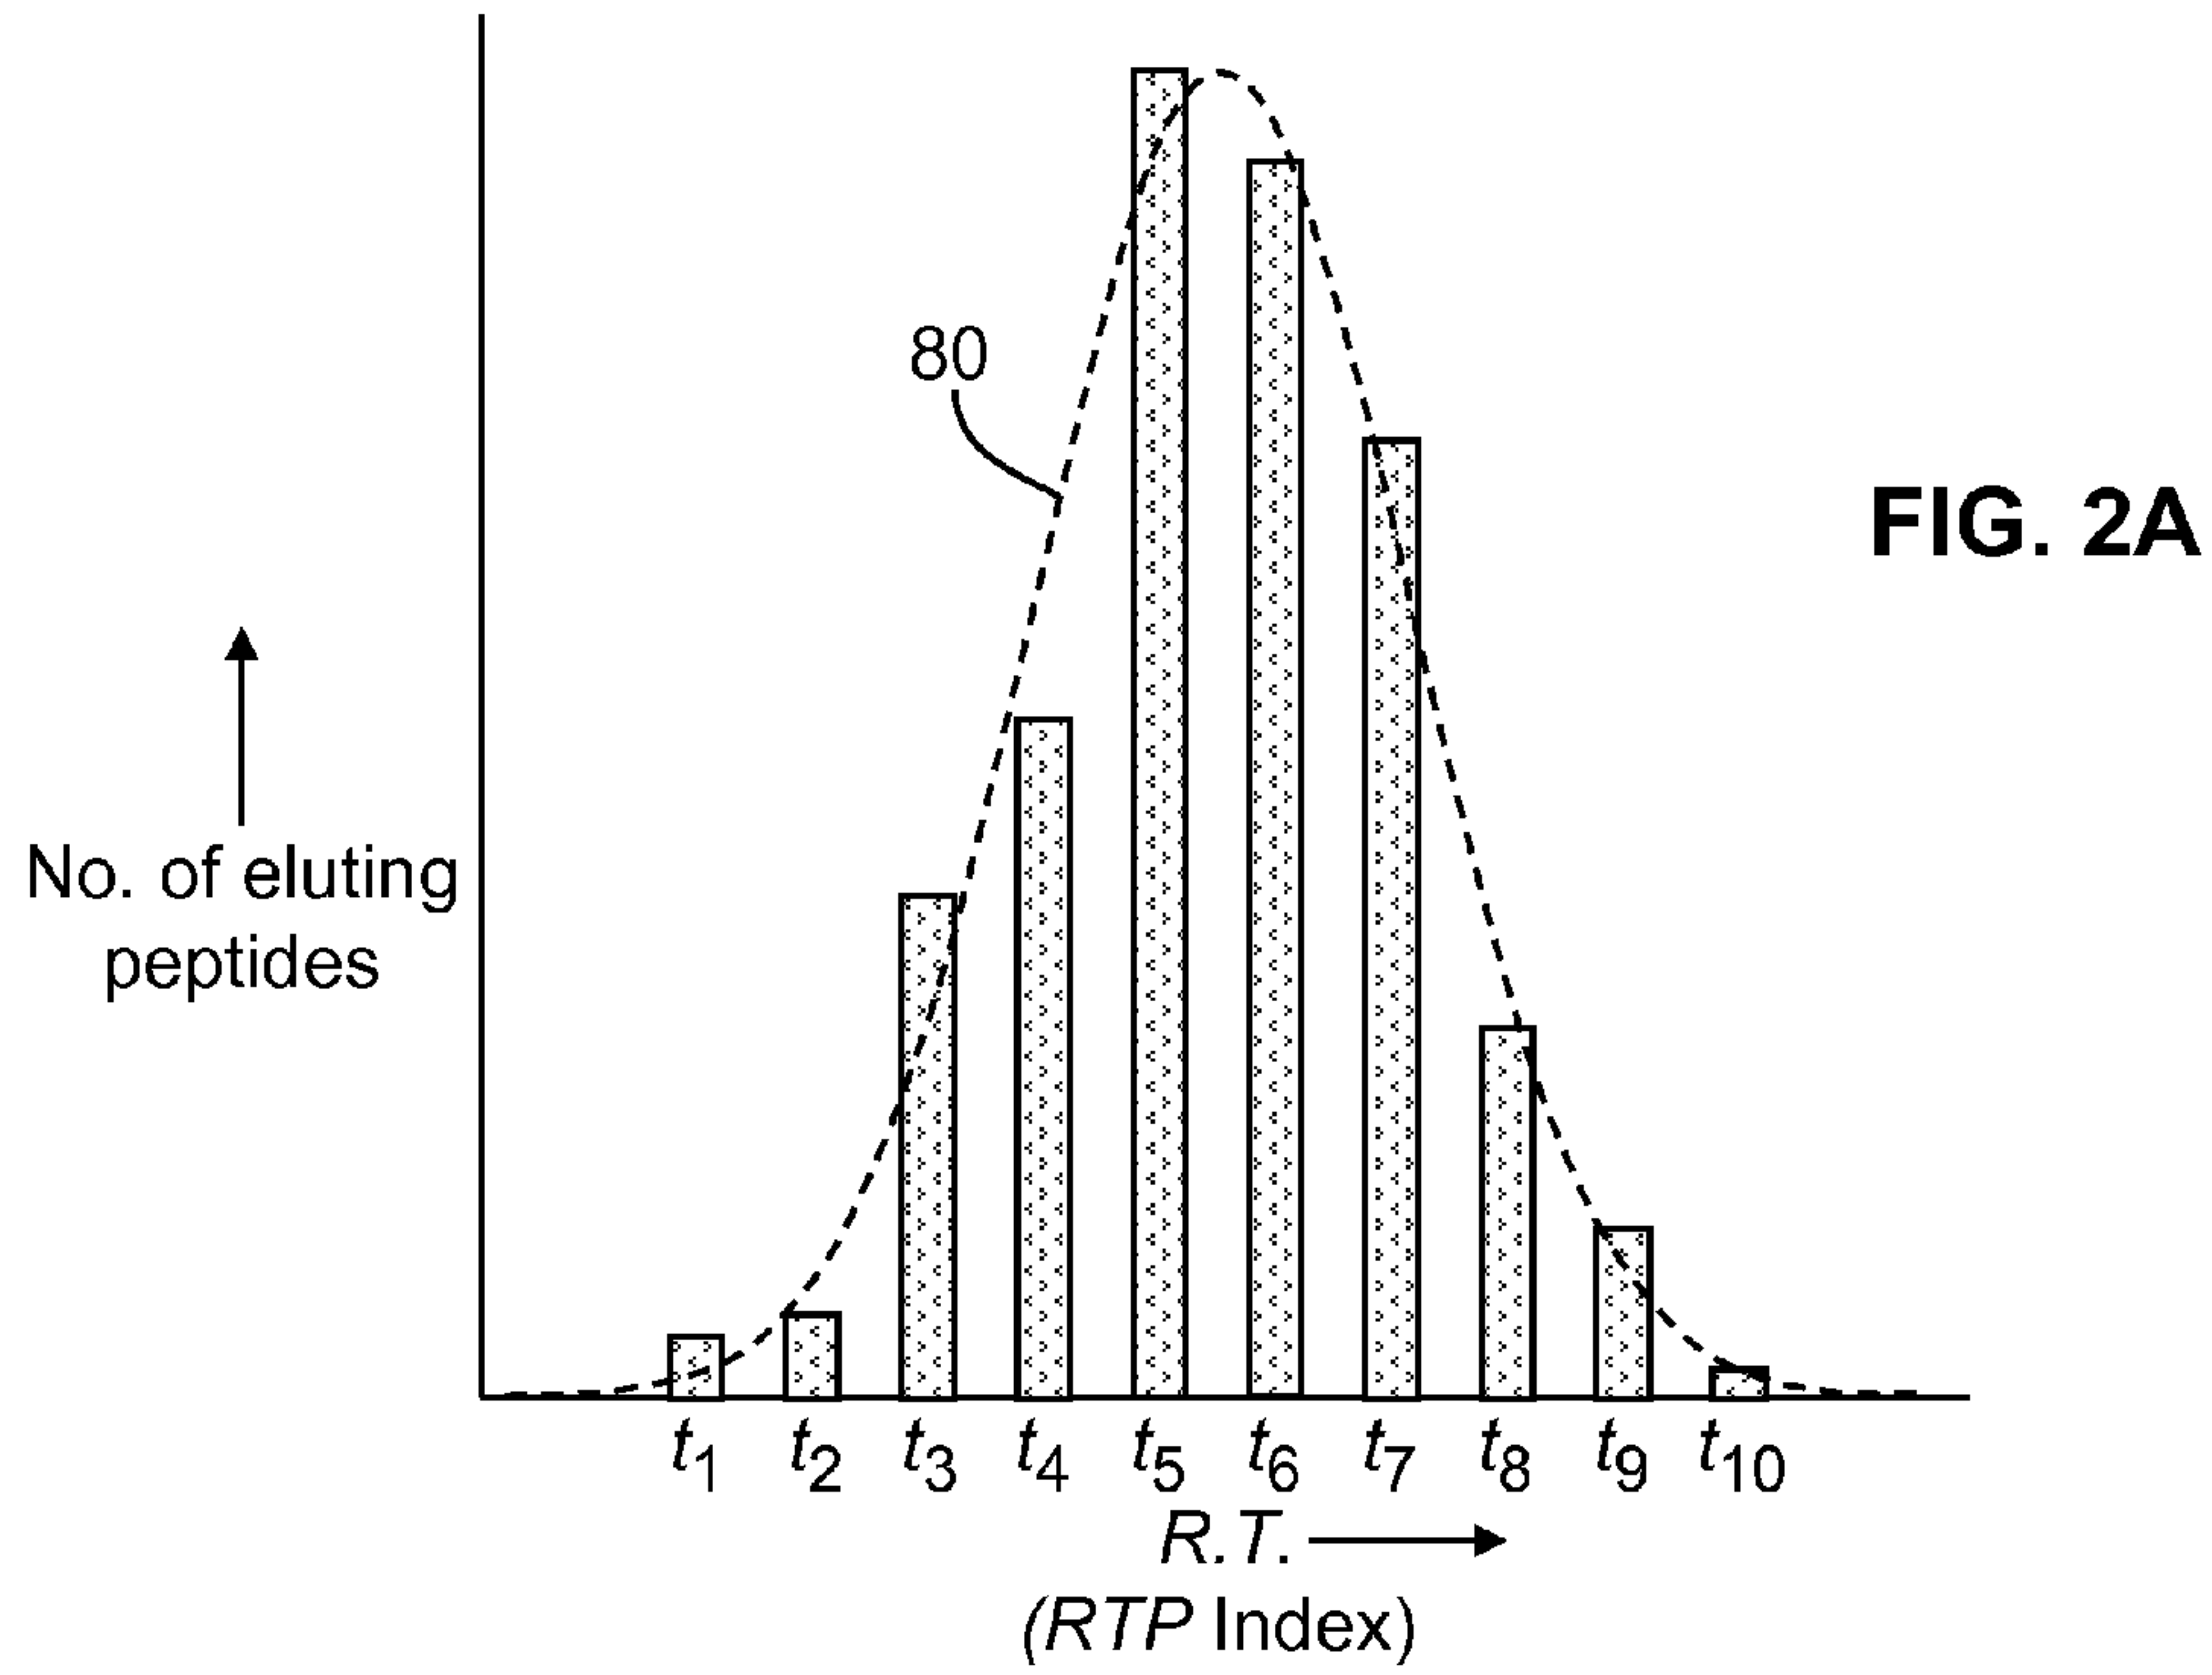 80
FIG. 2A
No. of eluting
peptides
t1 t2 t3 t4 t5 t6 t7 t8 t9 t10
R.T.
(RTP Index)